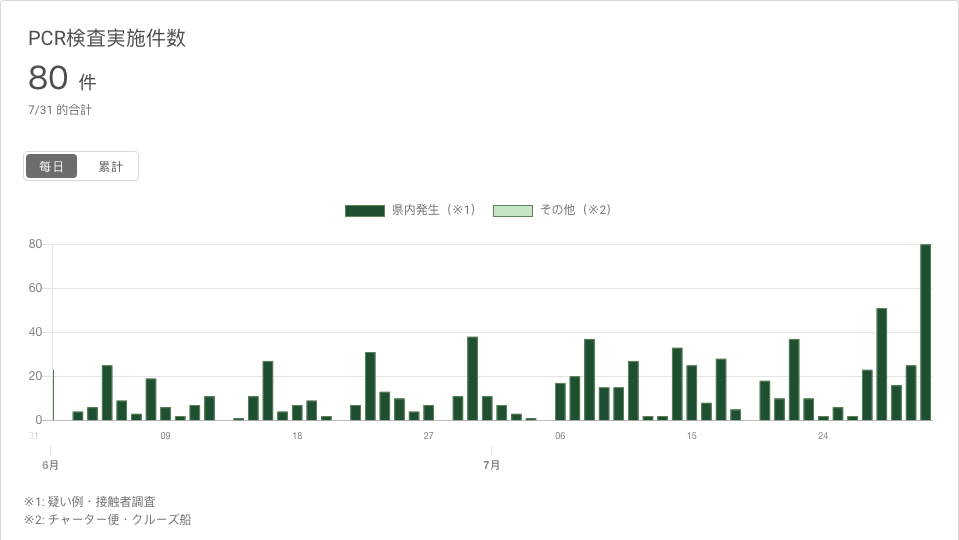 PCR検査実施件数
80 件
7/31 的合計
每日 累計
県内発生（※1） その他（※2）
80
60
40
20
0
31 09 18 27 06 15 24
6月 7月
※1: 疑い例・接触者調査
※2: チャーター便・クルーズ船